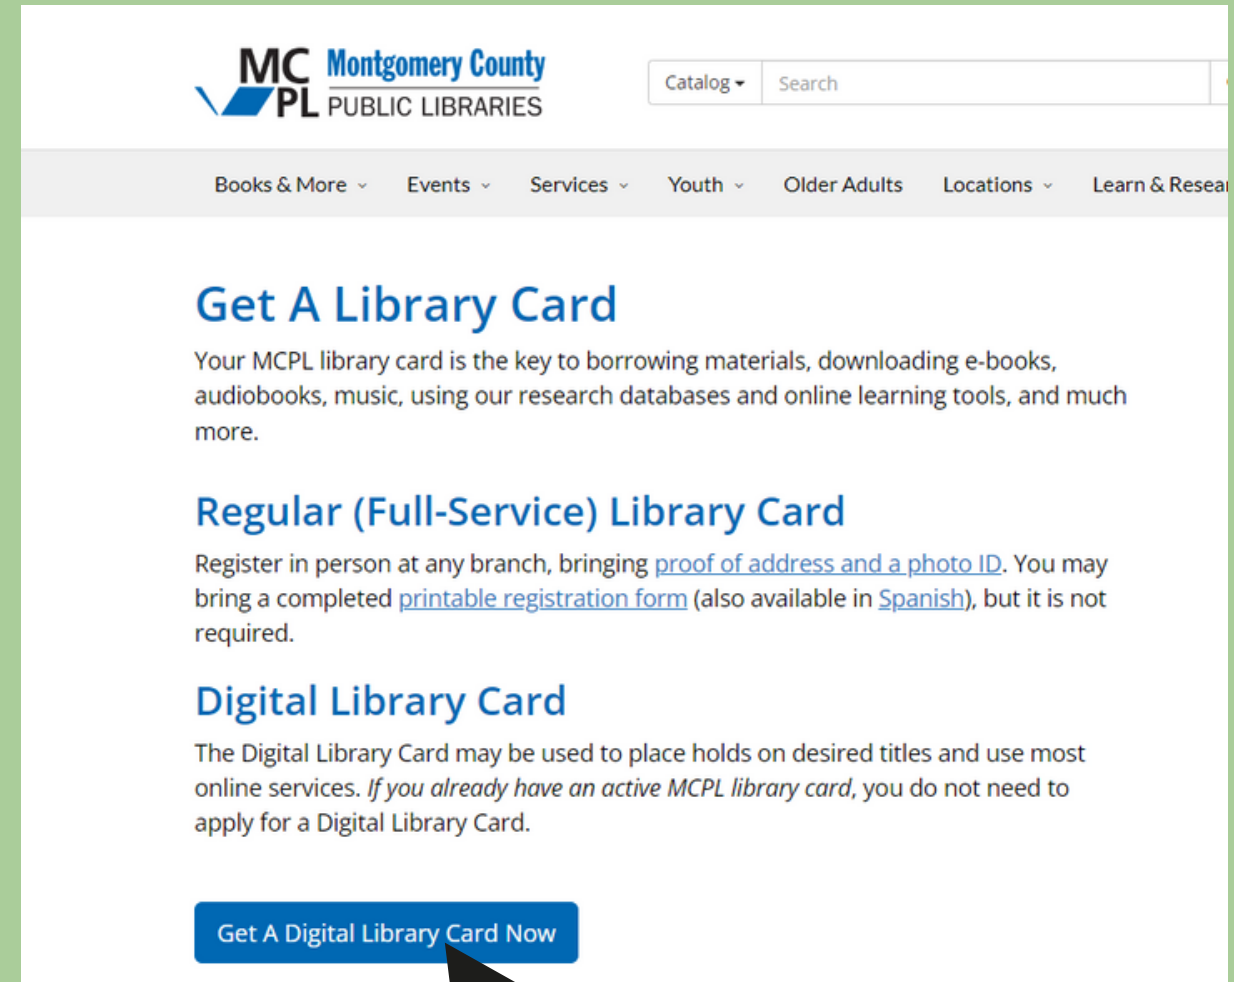 MC Montgomery County
PL PUBLIC LIBRARIES
Catalog Search
Books & More Events Services Youth Older Adults Locations Learn &
Get A Library Card
Your MCPL library card is the key to borrowing materials, downloading e-books,
audiobooks, music, using our research databases and online learning tools, and much
more.
Regular (Full-Service) Library Card
Register in person at any branch, bringing proof of address and a photo ID. You may
bring a completed printable registration form (also available in Spanish), but it is not
required.
Digital Library Card
The Digital Library Card may be used to place holds on desired titles and use most
online services. If you already have an active MCPL library card, you do not need to
apply for a Digital Library Card.
Get A Digital Library Card Now